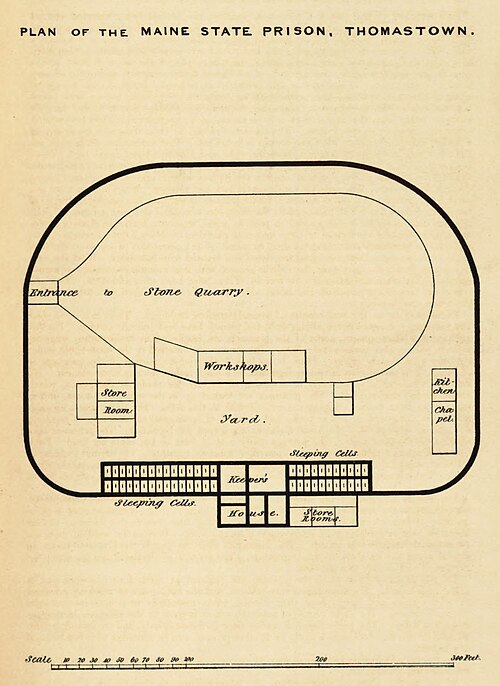 PLAN OF THE MAINE STATE PRISON, THOMASTOWN.
Entrance to Stone Quarry.
Workshops.
Store
Room
Kit-
chen
Cha
pel.
Yard.
Sleeping Cells
Keeper's
Sleeping Cells.
House.
Store
Rooms.
Scale 10 20 30 40 50 60 70 80 90 100 200 300 Feet.